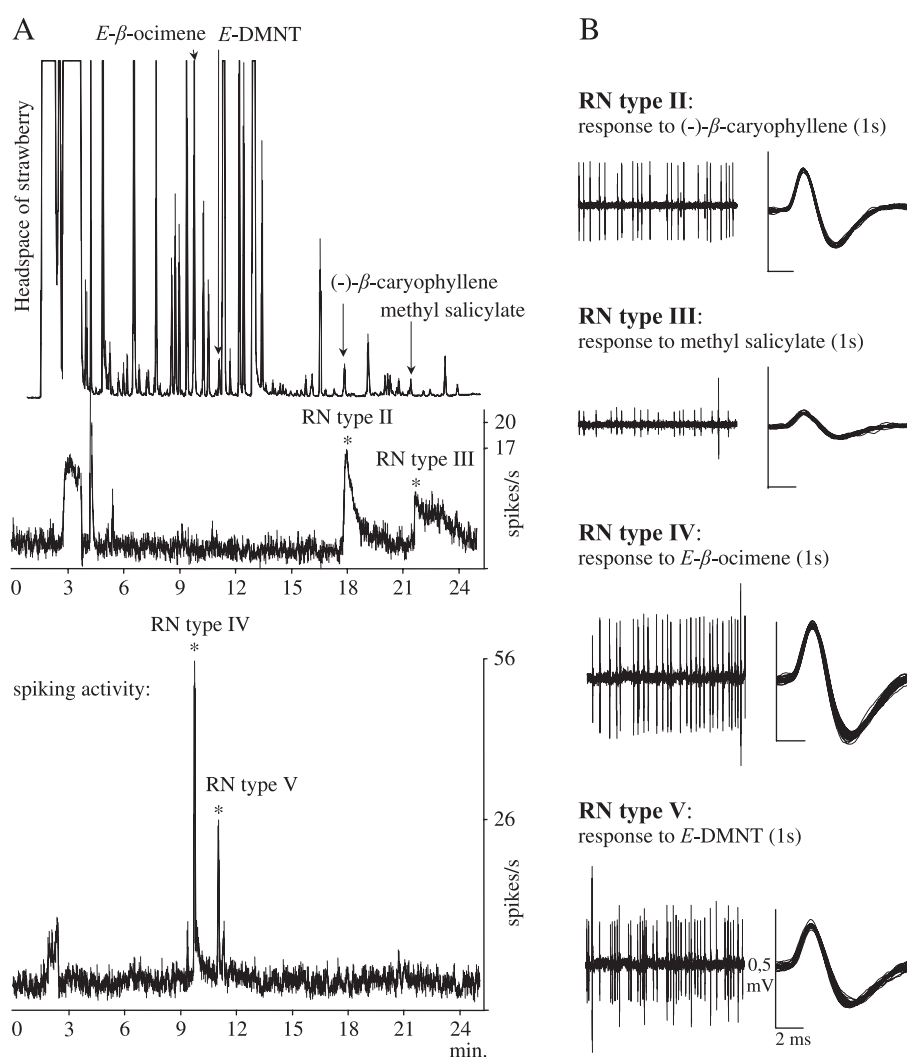 A
E-β-ocimene E-DMNT
Headspace of strawberry
(-)-β-caryophyllene
methyl salicylate
RN type II
*
RN type III
*
20
17
spikes/s
0 3 6 9 12 15 18 21 24
RN type IV
*
spiking activity:
RN type V
*
56
26
spikes/s
0 3 6 9 12 15 18 21 24
min.
B
RN type II:
response to (-)-β-caryophyllene (1s)
RN type III:
response to methyl salicylate (1s)
RN type IV:
response to E-β-ocimene (1s)
RN type V:
response to E-DMNT (1s)
0,5
mV
2 ms